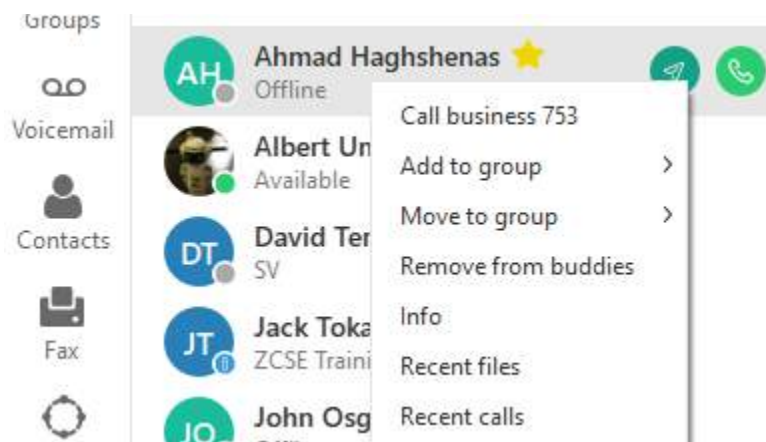 Groups
Voicemail
Contacts
Fax
AH
Ahmad Haghshenas
Offline
Albert
Available
DT
David
SV
JT
Jack
ZCSE
JO
John
Call business 753
Add to group
Move to group
Remove from buddies
Info
Recent files
Recent calls